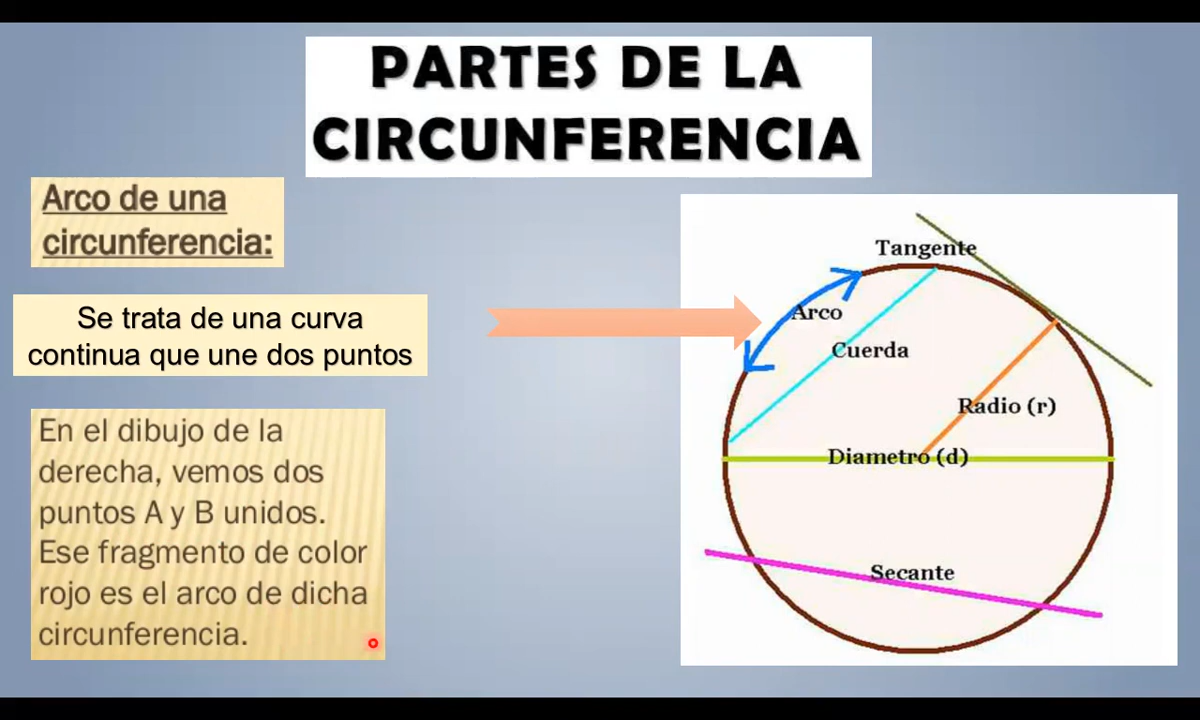 PARTES DE LA
CIRCUNFERENCIA
Arco de una
circunferencia:
Se trata de una curva
continua que une dos puntos
En el dibujo de la
derecha, vemos dos
puntos A y B unidos.
Ese fragmento de color
rojo es el arco de dicha
circunferencia.
Tangente
Arco
Cuerda
Radio (r)
Diametro (d)
Secante